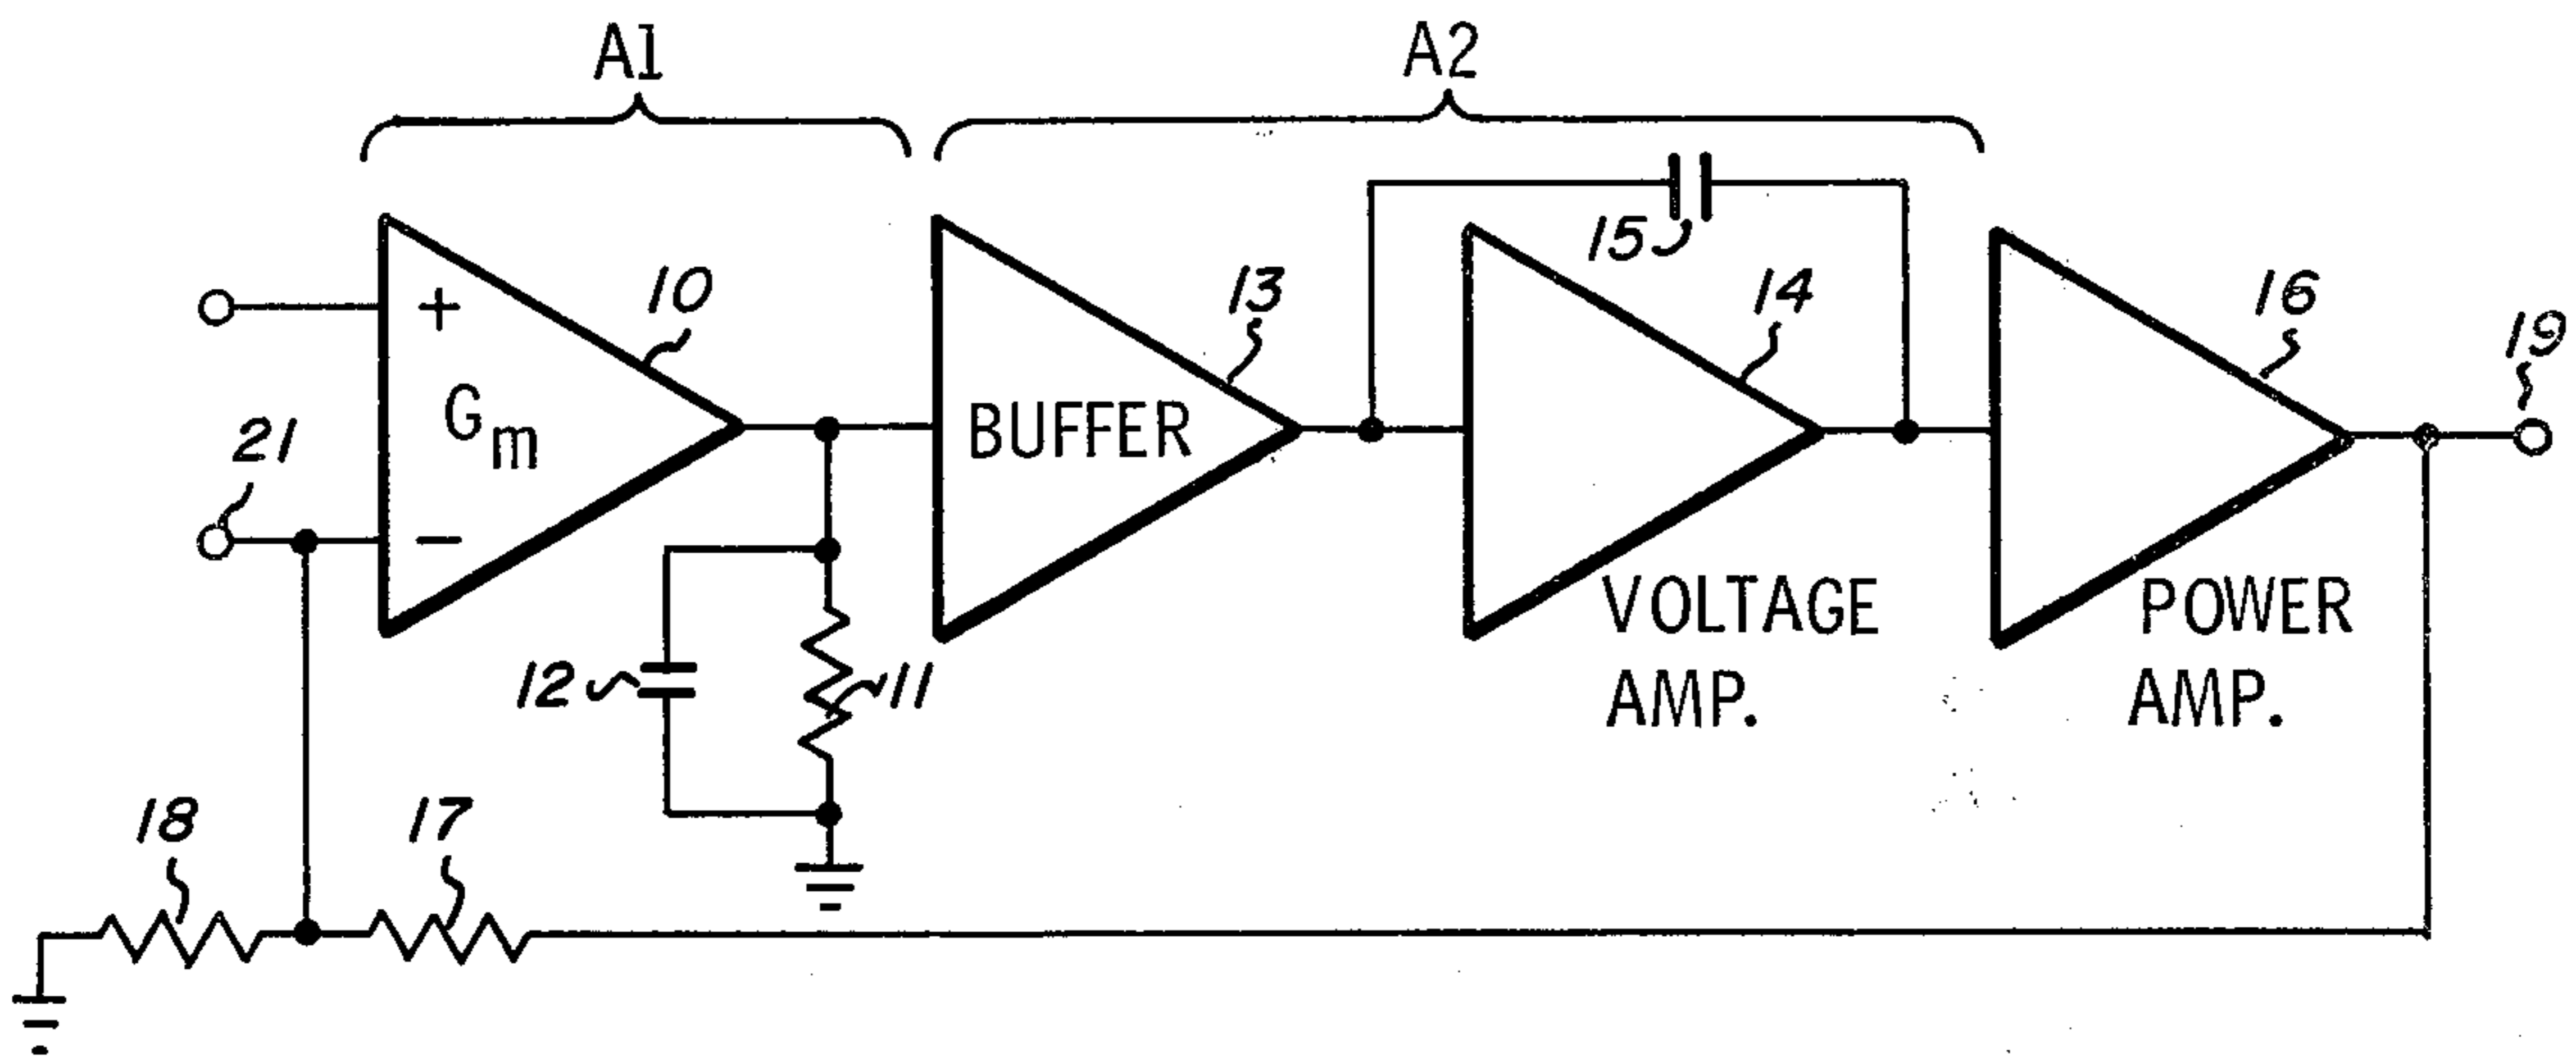 A1
A2
15
10
13
14
16
19
+
Gm
BUFFER
21
-
VOLTAGE
AMP.
POWER
AMP.
12
11
18
17